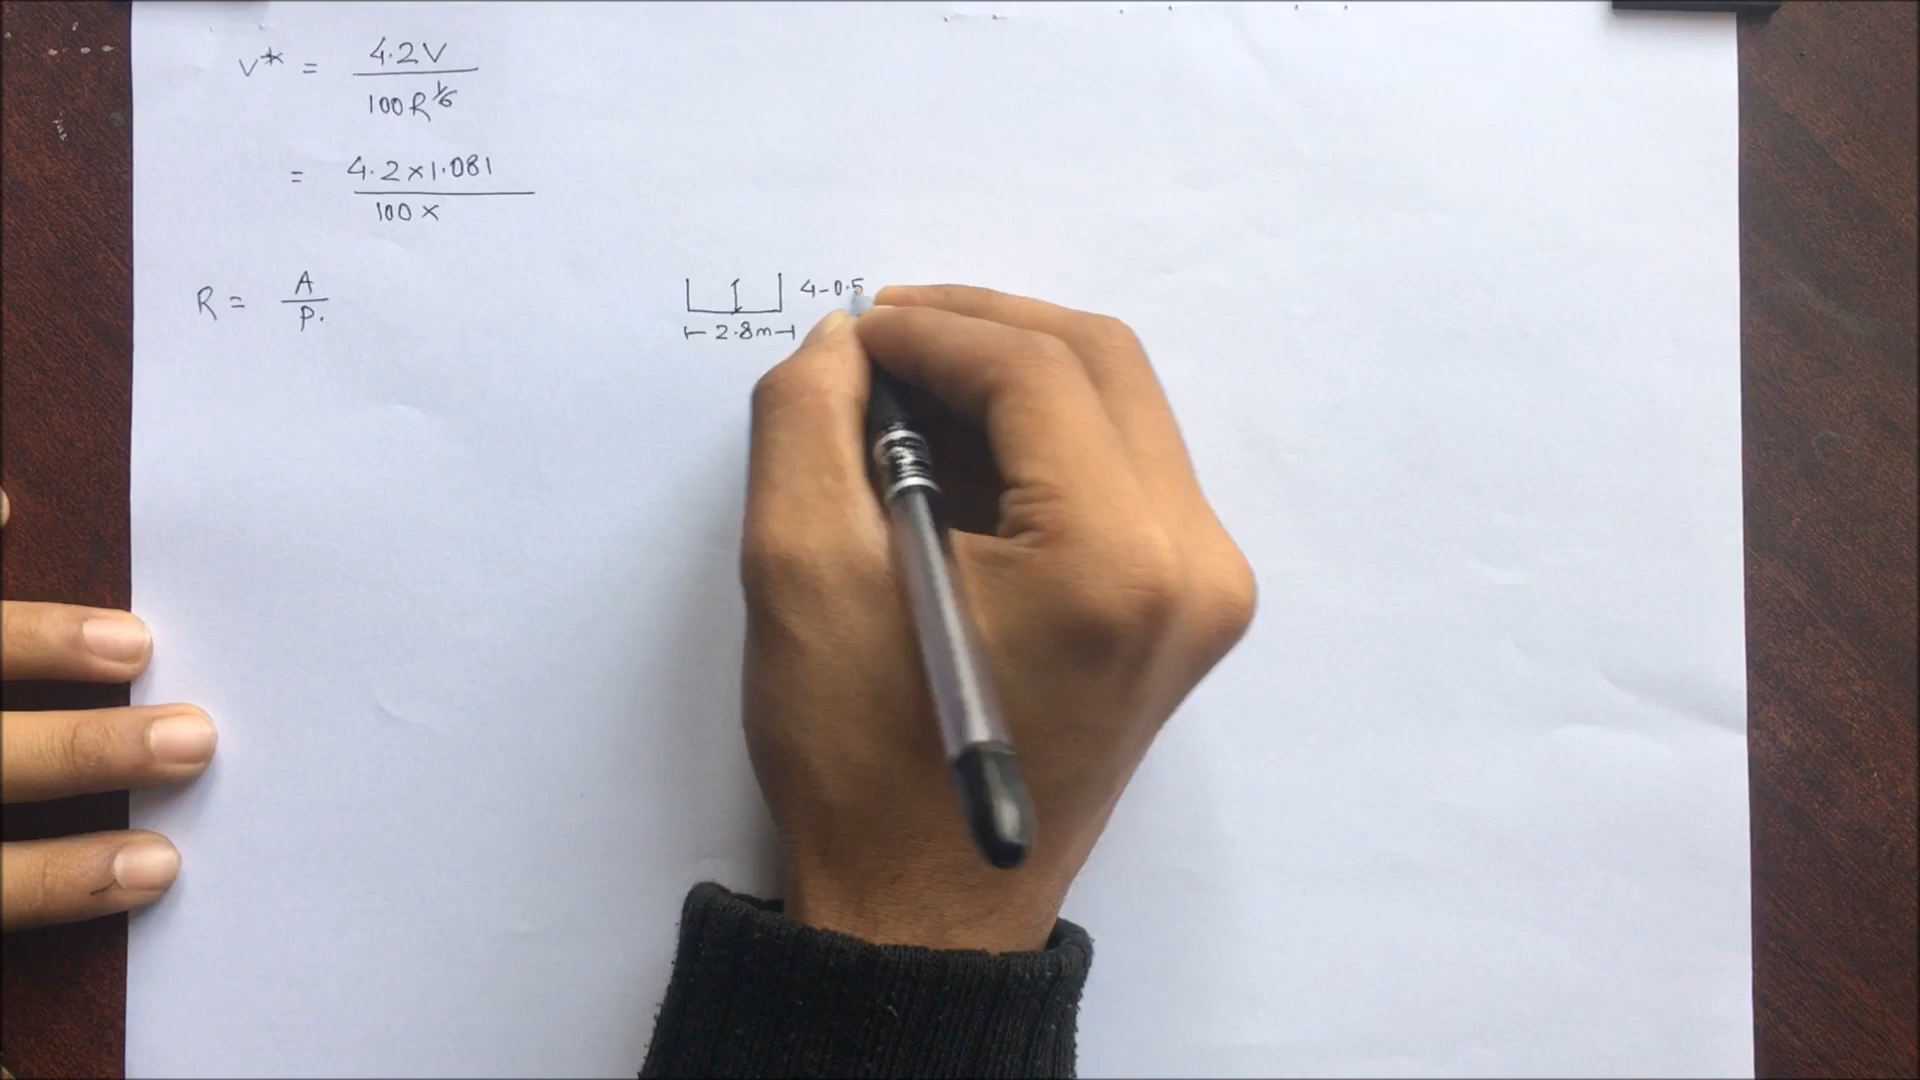 v* = 4.2V / 100R^1/6
= 4.2×1.081 / 100×
R = A / P.
4-0.5
2.8m